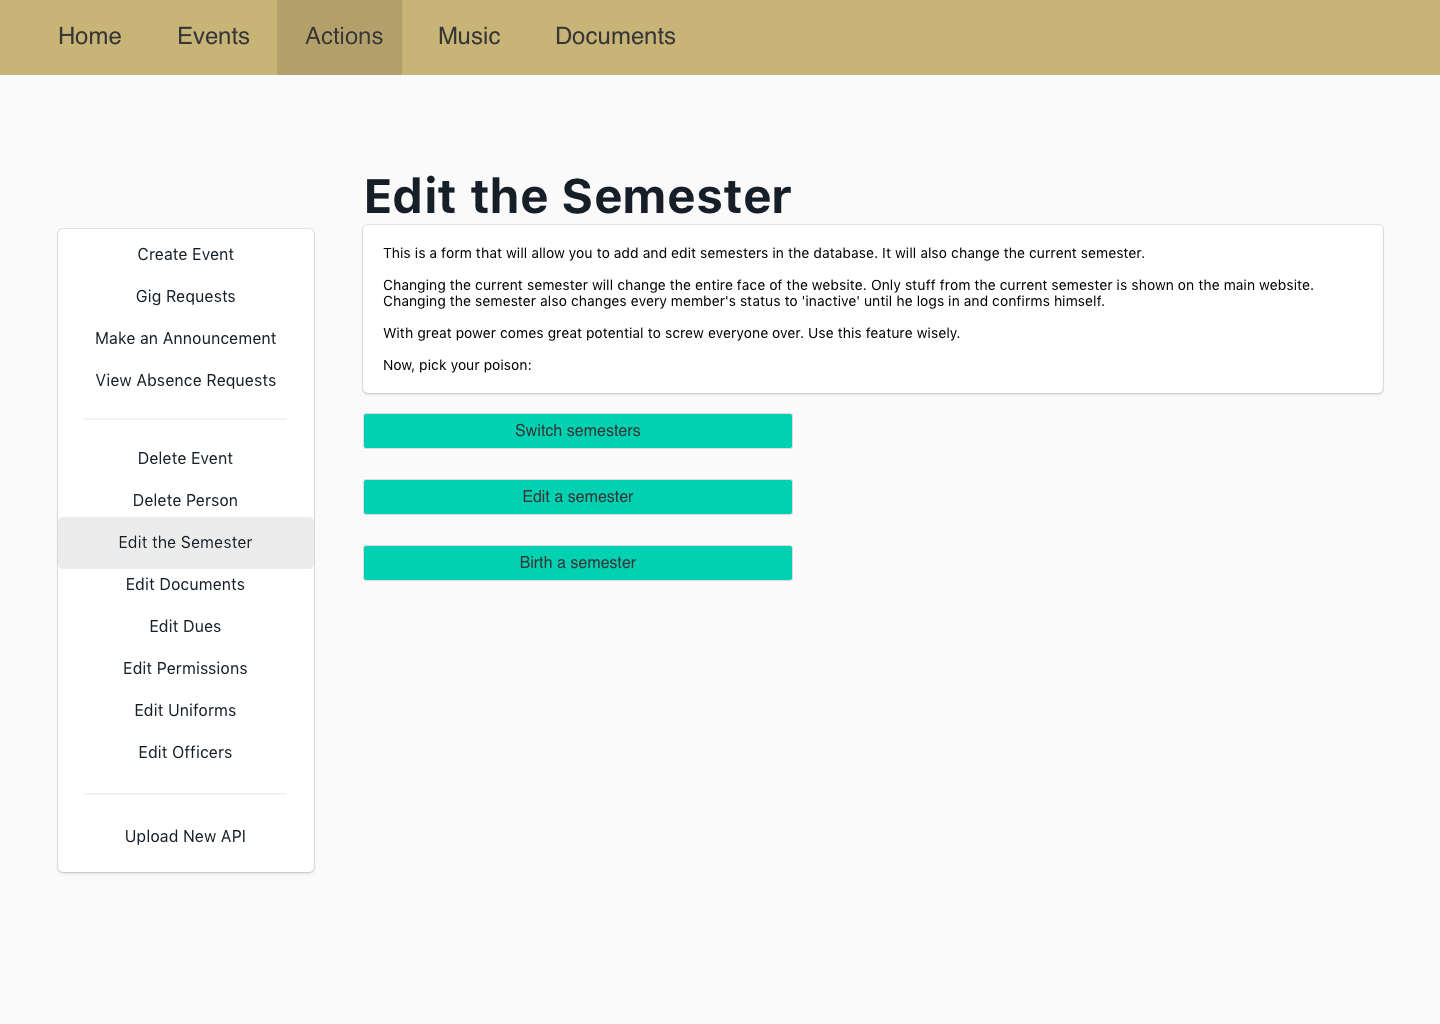 Home
Events
Actions
Music
Documents
Edit the Semester
Create Event
Gig Requests
Make an Announcement
View Absence Requests
Delete Event
Delete Person
Edit the Semester
Edit Documents
Edit Dues
Edit Permissions
Edit Uniforms
Edit Officers
Upload New API
This is a form that will allow you to add and edit semesters in the database. It will also change the current semester.
Changing the current semester will change the entire face of the website. Only stuff from the current semester is shown on the main website.
Changing the semester also changes every member's status to 'inactive' until he logs in and confirms himself.
With great power comes great potential to screw everyone over. Use this feature wisely.
Now, pick your poison:
Switch semesters
Edit a semester
Birth a semester